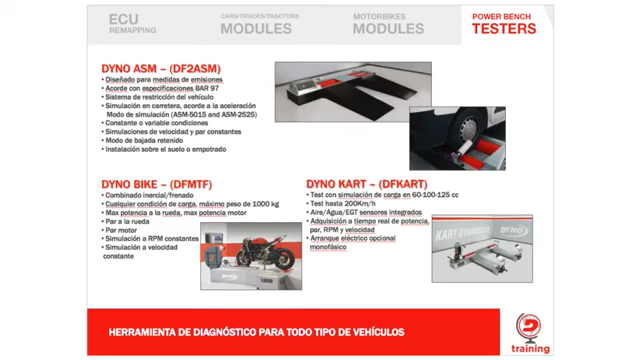 ECU
REMAPPING
CARS/TRUCKS/TRACTORS
MODULES
MOTORBIKES
MODULES
POWER BENCH
TESTERS
DYNO ASM – (DF2ASM)
• Diseñado para medidas de emisiones
• Acorde con especificaciones BAR 97
• Sistema de restricción del vehículo
• Simulación en carretera, acorde a la aceleración
Modo de simulación (ASM-5015 and ASM-2525)
• Constante o variable condiciones
• Simulaciones de velocidad y par constantes
• Modo de bajada retenido
• Instalación sobre el suelo o empotrado
DYNO BIKE – (DFMTF)
• Combinado inercial/frenado
• Cualquier condición de carga, máximo peso de 1000 kg
• Max potencia a la rueda, max potencia motor
• Par a la rueda
• Par motor
• Simulación a RPM constantes
• Simulación a velocidad
constante
DYNO KART – (DFKART)
• Test con simulación de carga en 60-100-125 cc
• Test hasta 200Km/h
• Aire/Agua/EGT sensores integrados
• Adquisición a tiempo real de potencia,
par, RPM y velocidad
• Arranque eléctrico opcional
monofásico
KART DYNO
DYNO
HERRAMIENTA DE DIAGNÓSTICO PARA TODO TIPO DE VEHÍCULOS
training